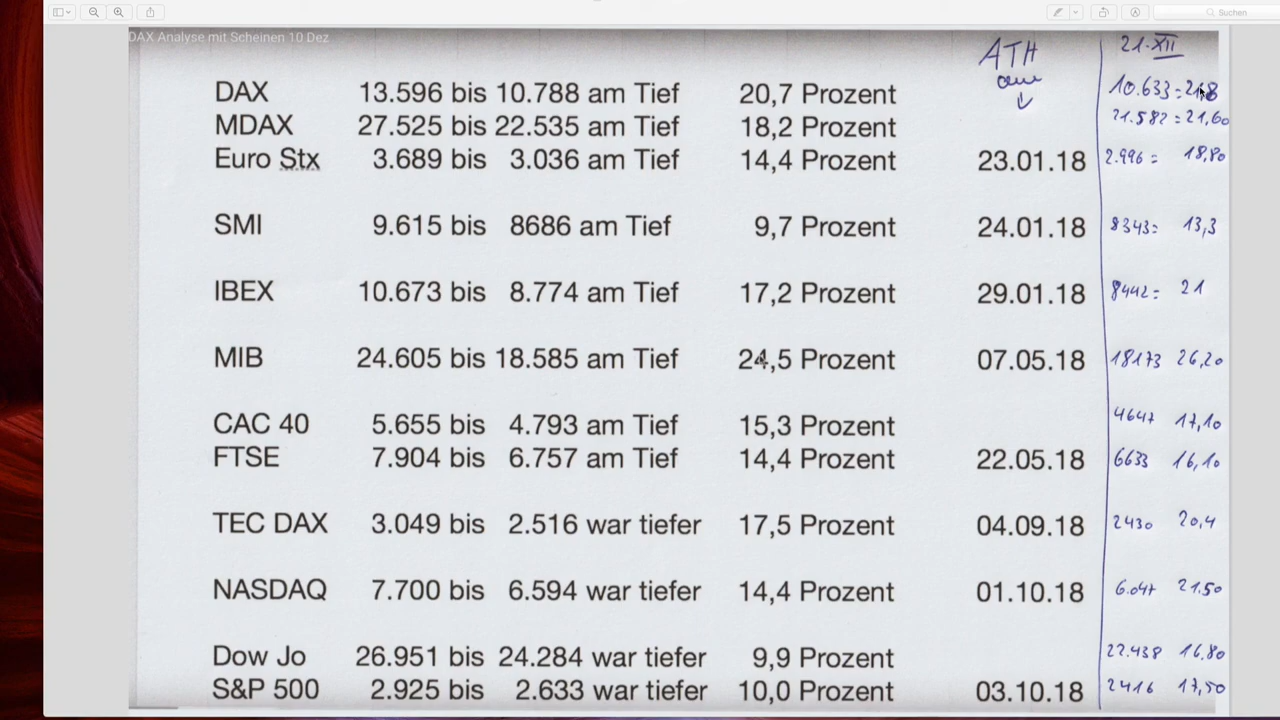 Suchen
DAX Analyse mit Scheinen 10 Dez
ATH 21.XII
am
DAX 13.596 bis 10.788 am Tief 20,7 Prozent 10.633=
MDAX 27.525 bis 22.535 am Tief 18,2 Prozent 21.582 = 21,60
Euro Stx 3.689 bis 3.036 am Tief 14,4 Prozent 23.01.18 2.996 = 18,80
SMI 9.615 bis 8686 am Tief 9,7 Prozent 24.01.18 8343= 13,3
IBEX 10.673 bis 8.774 am Tief 17,2 Prozent 29.01.18 8442= 21
MIB 24.605 bis 18.585 am Tief 24,5 Prozent 07.05.18 18173 26,20
CAC 40 5.655 bis 4.793 am Tief 15,3 Prozent 4647 17,10
FTSE 7.904 bis 6.757 am Tief 14,4 Prozent 22.05.18 6633 16,10
TEC DAX 3.049 bis 2.516 war tiefer 17,5 Prozent 04.09.18 2430 20,4
NASDAQ 7.700 bis 6.594 war tiefer 14,4 Prozent 01.10.18 6.047 21.50
Dow Jo 26.951 bis 24.284 war tiefer 9,9 Prozent 22.438 16,80
S&P 500 2.925 bis 2.633 war tiefer 10,0 Prozent 03.10.18 2416 17,50